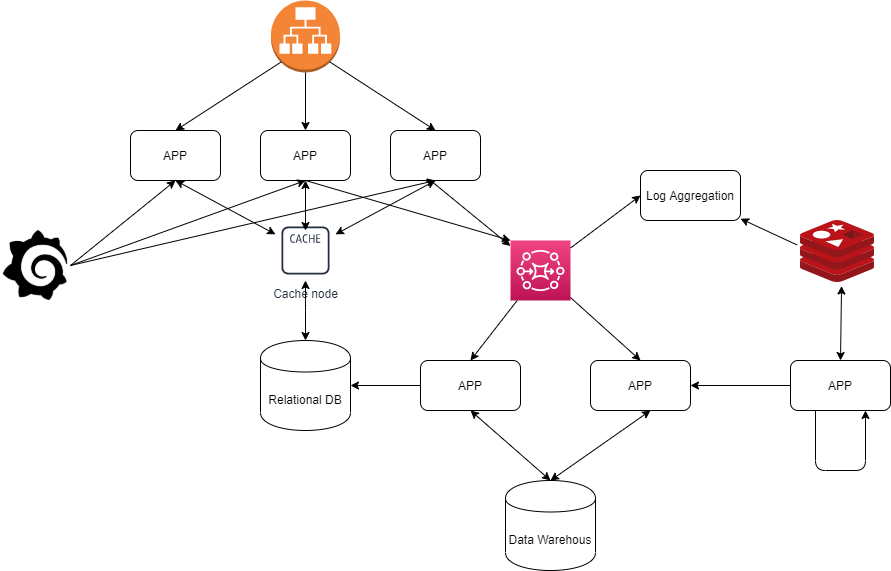 APP
APP
APP
Log Aggregation
CACHE
Cache node
Relational DB
APP
APP
APP
Data Warehous